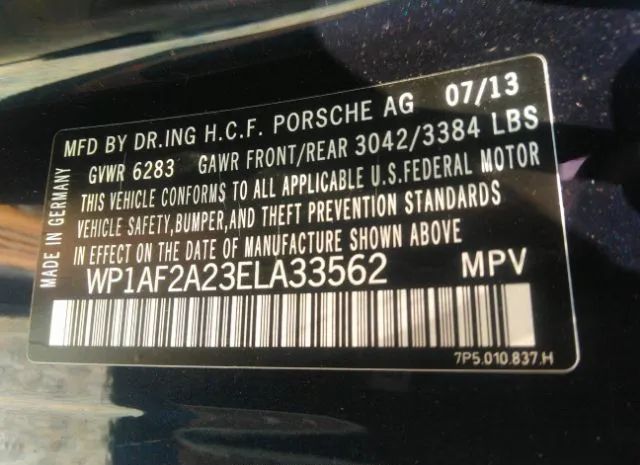 MFD BY DR.ING H.C.F. PORSCHE AG 07/13
GVWR 6283 GAWR FRONT/REAR 3042/3384 LBS
THIS VEHICLE CONFORMS TO ALL APPLICABLE U.S.FEDERAL MOTOR
VEHICLE SAFETY,BUMPER,AND THEFT PREVENTION STANDARDS
IN EFFECT ON THE DATE OF MANUFACTURE SHOWN ABOVE
WP1AF2A23ELA33562 MPV
7P5.010.837.H
MADE IN GERMANY